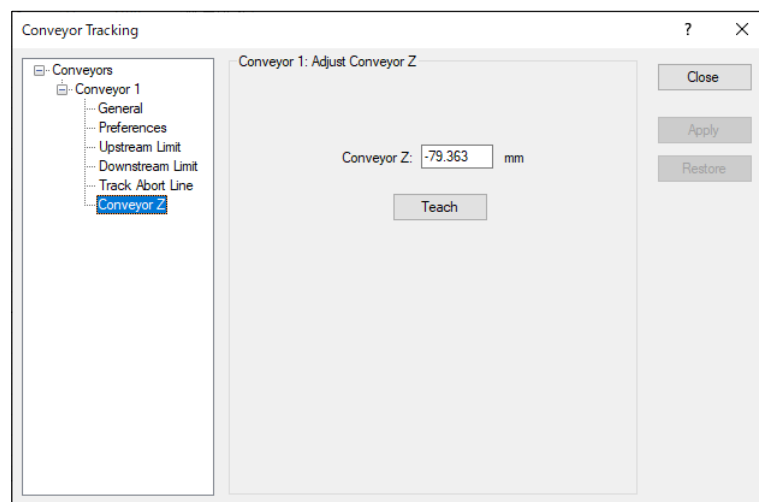 Conveyor Tracking
?
Conveyors
Conveyor 1
General
Preferences
Upstream Limit
Downstream Limit
Track Abort Line
Conveyor Z
Conveyor 1: Adjust Conveyor Z
Conveyor Z: -79.363 mm
Teach
Close
Apply
Restore